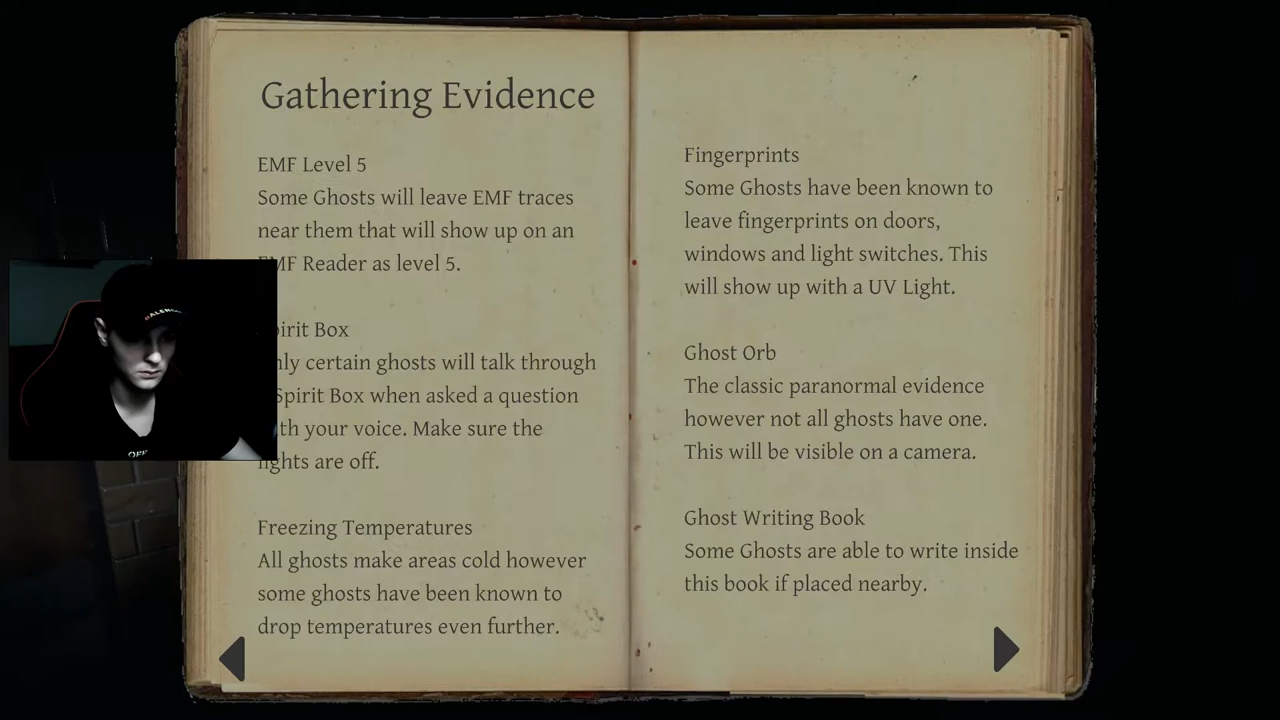 Gathering Evidence
EMF Level 5
Some Ghosts will leave EMF traces
near them that will show up on an
EMF Reader as level 5.
Spirit Box
Only certain ghosts will talk through
Spirit Box when asked a question
with your voice. Make sure the
lights are off.
Freezing Temperatures
All ghosts make areas cold however
some ghosts have been known to
drop temperatures even further.
Fingerprints
Some Ghosts have been known to
leave fingerprints on doors,
windows and light switches. This
will show up with a UV Light.
Ghost Orb
The classic paranormal evidence
however not all ghosts have one.
This will be visible on a camera.
Ghost Writing Book
Some Ghosts are able to write inside
this book if placed nearby.
OFF